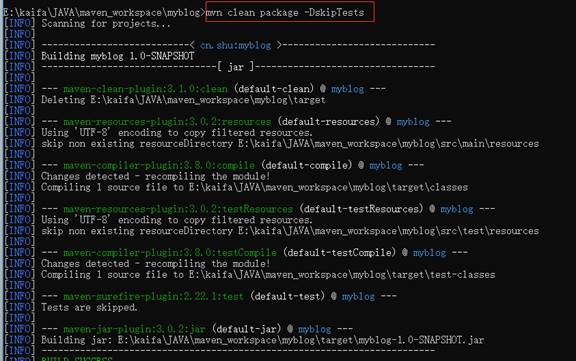 E:\kaifa\JAVA\maven_workspace\myblog>mvn clean package -DskipTests
[INFO] Scanning for projects...
[INFO]
[INFO] ----------------------------< cn.shu:myblog >----------------------------
[INFO] Building myblog 1.0-SNAPSHOT
[INFO] --------------------------------[ jar ]---------------------------------
[INFO]
[INFO] --- maven-clean-plugin:3.1.0:clean (default-clean) @ myblog ---
[INFO] Deleting E:\kaifa\JAVA\maven_workspace\myblog\target
[INFO]
[INFO] --- maven-resources-plugin:3.0.2:resources (default-resources) @ myblog ---
[INFO] Using 'UTF-8' encoding to copy filtered resources.
[INFO] skip non existing resourceDirectory E:\kaifa\JAVA\maven_workspace\myblog\src\main\resources
[INFO]
[INFO] --- maven-compiler-plugin:3.8.0:compile (default-compile) @ myblog ---
[INFO] Changes detected - recompiling the module!
[INFO] Compiling 1 source file to E:\kaifa\JAVA\maven_workspace\myblog\target\classes
[INFO]
[INFO] --- maven-resources-plugin:3.0.2:testResources (default-testResources) @ myblog ---
[INFO] Using 'UTF-8' encoding to copy filtered resources.
[INFO] skip non existing resourceDirectory E:\kaifa\JAVA\maven_workspace\myblog\src\test\resources
[INFO]
[INFO] --- maven-compiler-plugin:3.8.0:testCompile (default-testCompile) @ myblog ---
[INFO] Changes detected - recompiling the module!
[INFO] Compiling 1 source file to E:\kaifa\JAVA\maven_workspace\myblog\target\test-classes
[INFO]
[INFO] --- maven-surefire-plugin:2.22.1:test (default-test) @ myblog ---
[INFO] Tests are skipped.
[INFO]
[INFO] --- maven-jar-plugin:3.0.2:jar (default-jar) @ myblog ---
[INFO] Building jar: E:\kaifa\JAVA\maven_workspace\myblog\target\myblog-1.0-SNAPSHOT.jar
[INFO] ------------------------------------------------------------------------
[INFO] BUILD SUCCESS